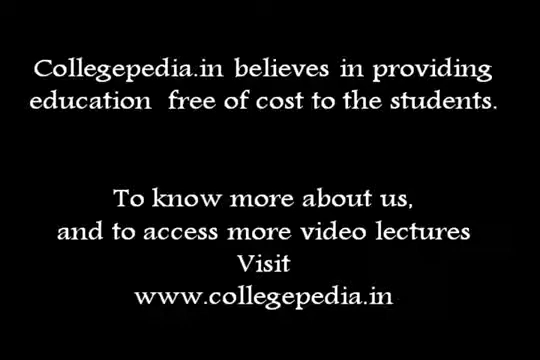 Collegepedia.in believes in providing
education free of cost to the students.
To know more about us,
and to access more video lectures
Visit
www.collegepedia.in